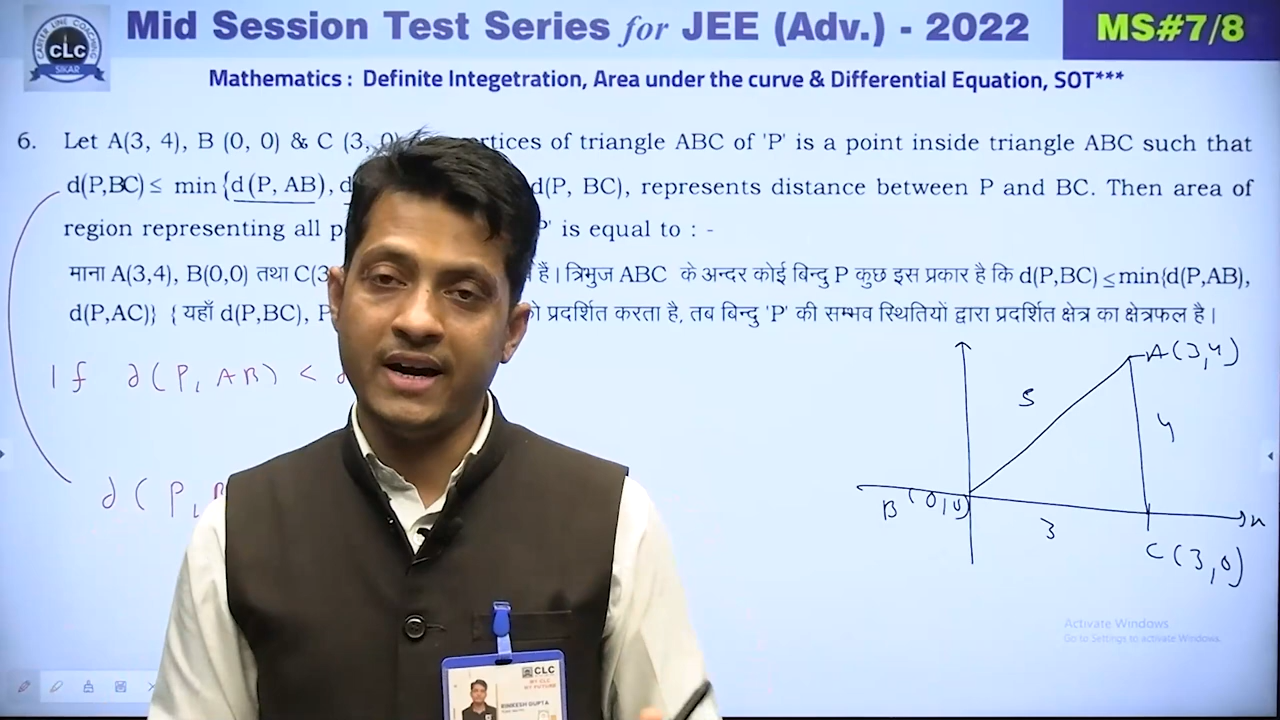 Mid Session Test Series for JEE (Adv.) - 2022
MS#7/8
CAREER LINE COACHING
CLC
SIKAR
Mathematics : Definite Integetration, Area under the curve & Differential Equation, SOT***
6. Let A(3, 4), B (0, 0) & C (3, 0) rtices of triangle ABC of 'P' is a point inside triangle ABC such that
d(P,BC) ≤ min {d(P, AB), d d(P, BC), represents distance between P and BC. Then area of
region representing all p P' is equal to : -
माना A(3,4), B(0,0) तथा C(3 हैं। त्रिभुज ABC के अन्दर कोई बिन्दु P कुछ इस प्रकार है कि d(P,BC) ≤min{d(P,AB),
d(P,AC)} { यहाँ d(P,BC), P को प्रदर्शित करता है, तब बिन्दु 'P' की सम्भव स्थितियों द्वारा प्रदर्शित क्षेत्र का क्षेत्रफल है।
If ∂(P, AB) <
A(3,4)
5
4
∂(P,
B (0,0)
3
x
C(3,0)
Activate Windows
Go to Settings to activate Windows.
CLC
MY CLC
MY FUTURE